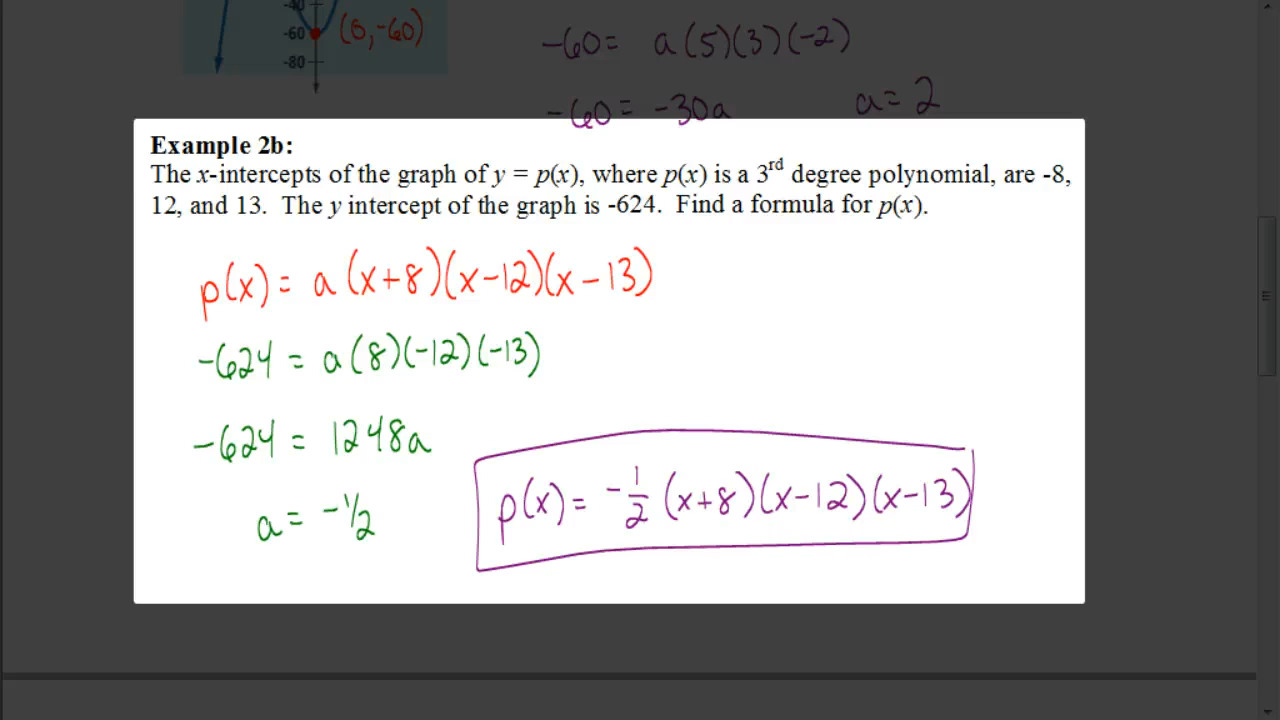 -40
-60 (0, -60)
-80
-60 = a(5)(3)(-2)
-60 = -30a a = 2
Example 2b:
The x-intercepts of the graph of y = p(x), where p(x) is a 3rd degree polynomial, are -8,
12, and 13. The y intercept of the graph is -624. Find a formula for p(x).
p(x) = a(x+8)(x-12)(x-13)
-624 = a(8)(-12)(-13)
-624 = 1248a
a = -1/2
p(x) = -1/2 (x+8)(x-12)(x-13)